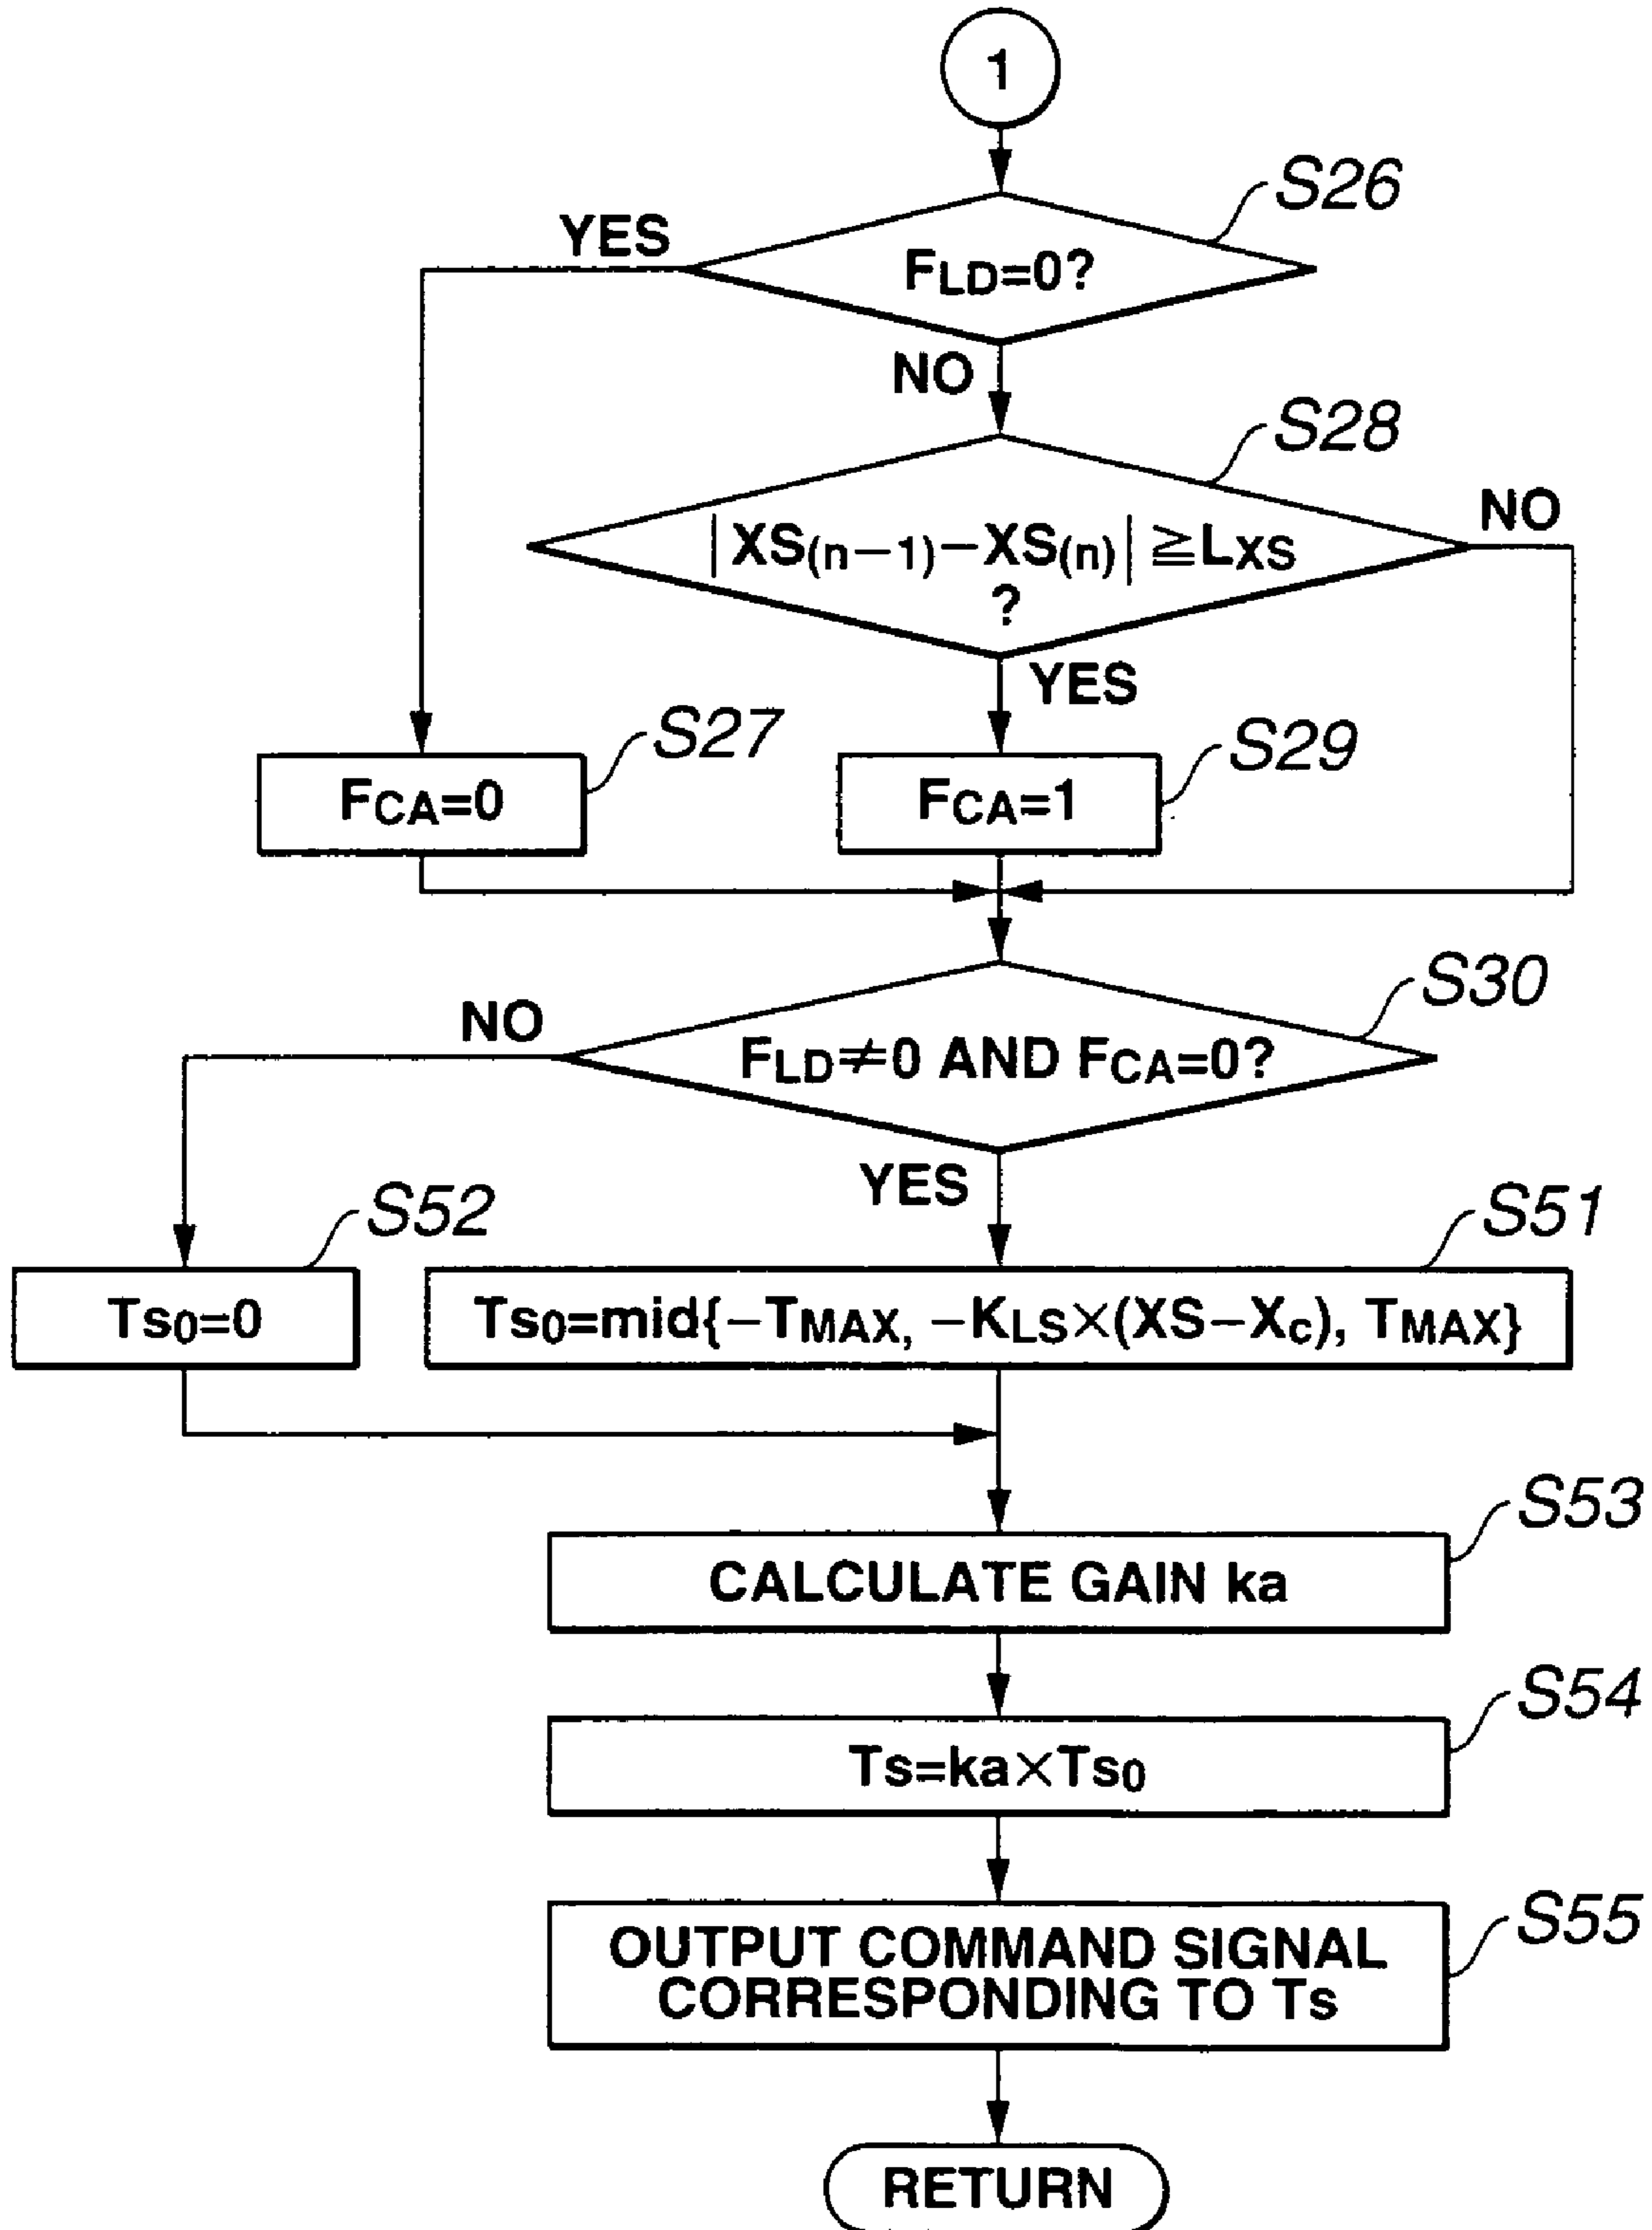 1
S26
YES
FLD=0?
NO
S28
NO
|XS(n−1)−XS(n)|≧LXS
?
YES
S27
S29
FCA=0
FCA=1
S30
NO
FLD≠0 AND FCA=0?
YES
S52
S51
Ts0=0
Ts0=mid{−TMAX, −KLS×(XS−Xc), TMAX}
S53
CALCULATE GAIN ka
S54
Ts=ka×Ts0
S55
OUTPUT COMMAND SIGNAL
CORRESPONDING TO Ts
RETURN